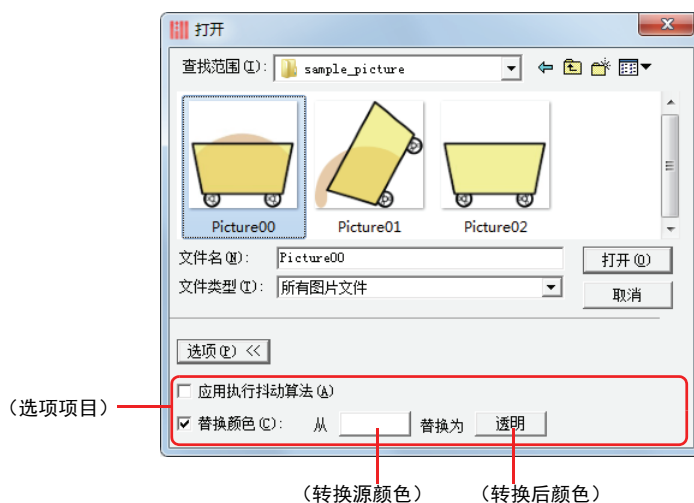 打开
查找范围(I): sample_picture
Picture00 Picture01 Picture02
文件名(N): Picture00 打开(O)
文件类型(T): 所有图片文件 取消
选项(P) <<
应用执行抖动算法(A)
(选项项目)
替换颜色(C): 从 替换为 透明
(转换源颜色) (转换后颜色)